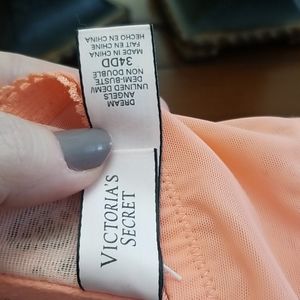 VICTORIA'S
SECRET
DREAM
ANGELS
UNLINED DEMI
DEMI-BUSTE
NON DOUBLE
34DD
MADE IN CHINA
FAIT EN CHINE
HECHO EN CHINA